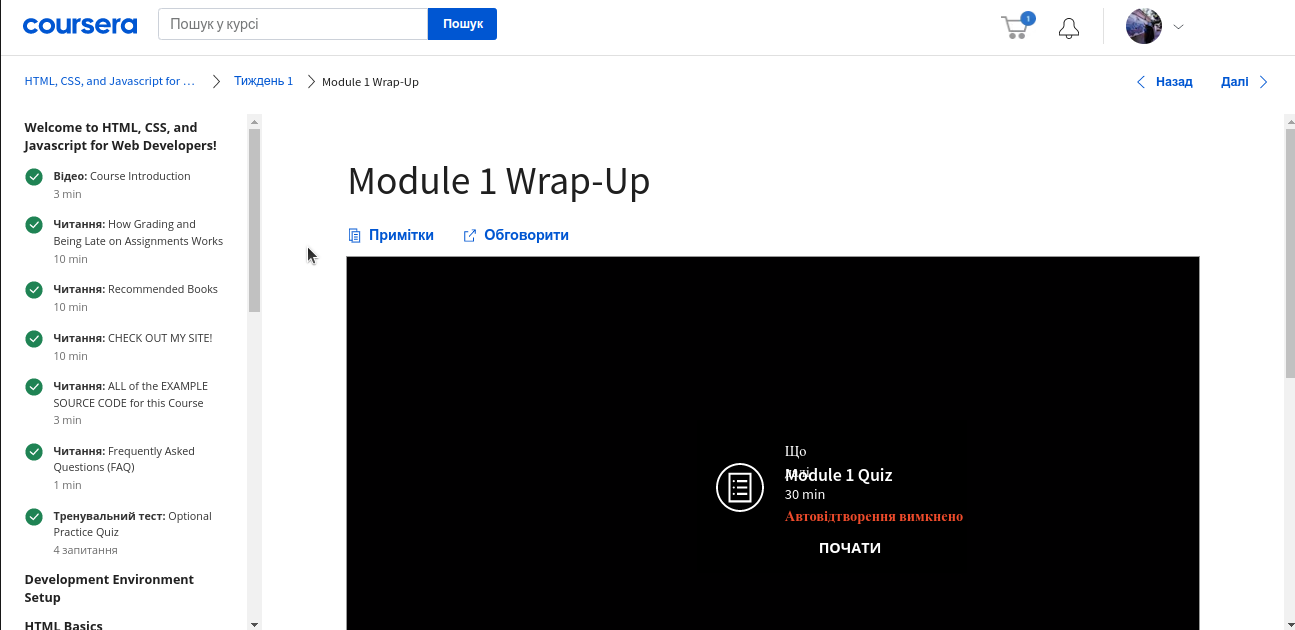 coursera
Пошук у курсі
Пошук
1
HTML, CSS, and Javascript for …
Тиждень 1
Module 1 Wrap-Up
Назад
Далі
Welcome to HTML, CSS, and
Javascript for Web Developers!
Відео: Course Introduction
3 min
Читання: How Grading and
Being Late on Assignments Works
10 min
Читання: Recommended Books
10 min
Читання: CHECK OUT MY SITE!
10 min
Читання: ALL of the EXAMPLE
SOURCE CODE for this Course
3 min
Читання: Frequently Asked
Questions (FAQ)
1 min
Тренувальний тест: Optional
Practice Quiz
4 запитання
Development Environment
Setup
HTML Basics
Module 1 Wrap-Up
Примітки
Обговорити
Що
далі
Module 1 Quiz
30 min
Автовідтворення вимкнено
ПОЧАТИ